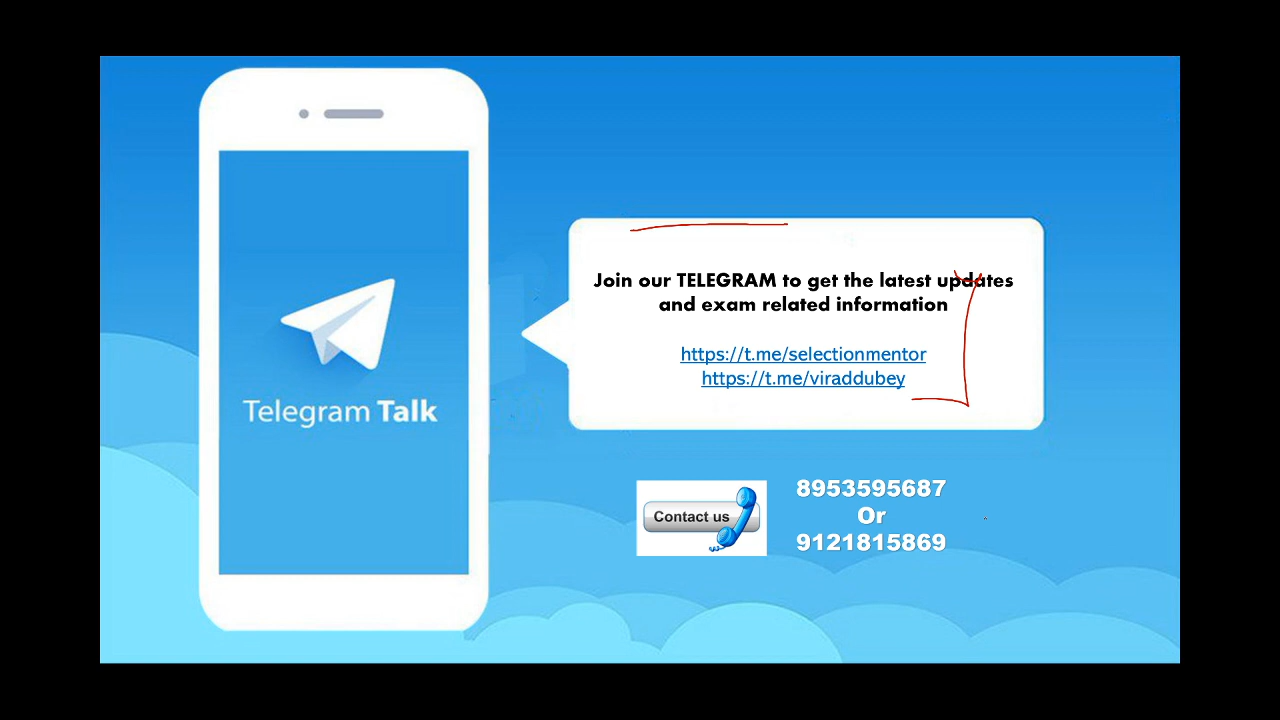 Telegram Talk
Join our TELEGRAM to get the latest updates
and exam related information
https://t.me/selectionmentor
https://t.me/viraddubey
Contact us
8953595687
Or
9121815869